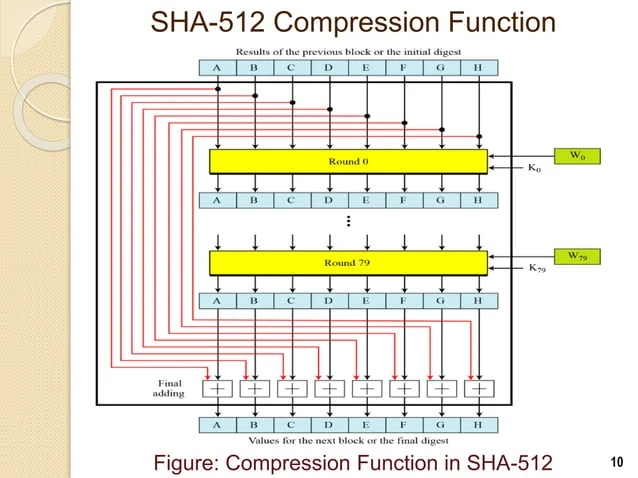 SHA-512 Compression Function
Results of the previous block or the initial digest
A B C D E F G H
Round 0
W0
K0
A B C D E F G H
Round 79
W79
K79
A B C D E F G H
Final
adding
+ + + + + + + +
A B C D E F G H
Values for the next block or the final digest
Figure: Compression Function in SHA-512
10